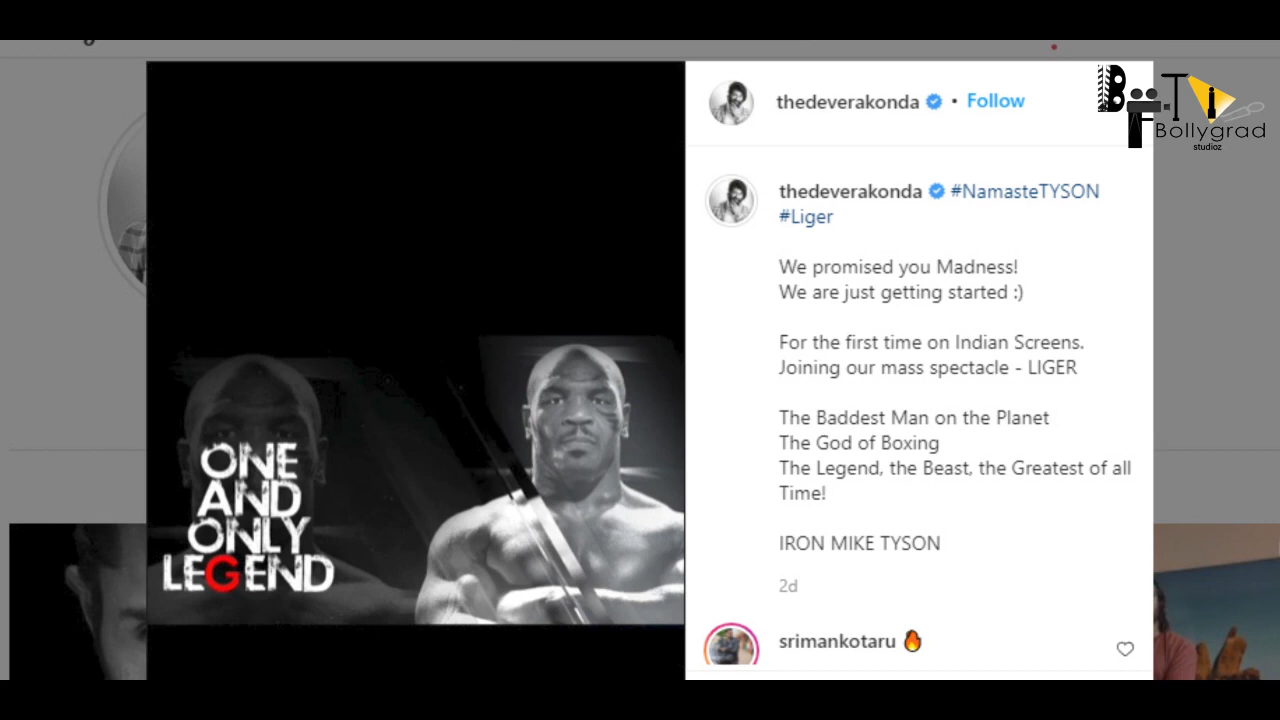 thedeverakonda • Follow
thedeverakonda #NamasteTYSON
#Liger
We promised you Madness!
We are just getting started :)
For the first time on Indian Screens.
Joining our mass spectacle - LIGER
The Baddest Man on the Planet
The God of Boxing
The Legend, the Beast, the Greatest of all
Time!
IRON MIKE TYSON
2d
srimankotaru 🔥
ONE
AND
ONLY
LEGEND
BFTi
Bollygrad
studioz